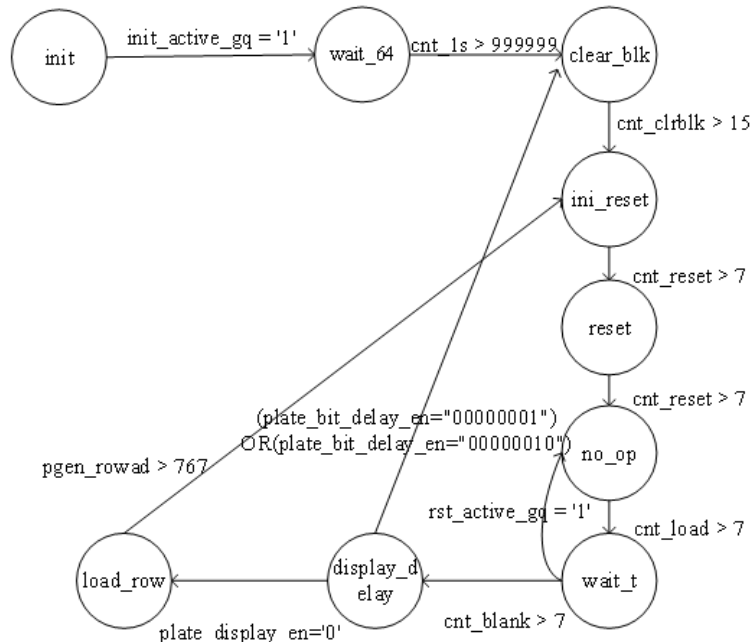 init_active_gq = '1'
init
wait_64
cnt_1s > 999999
clear_blk
cnt_clrblk > 15
ini_reset
cnt_reset > 7
reset
cnt_reset > 7
(plate_bit_delay_en="00000001")
OR(plate_bit_delay_en="00000010")
no_op
pgen_rowad > 767
rst_active_gq = '1'
cnt_load > 7
load_row
display_d
elay
wait_t
cnt_blank > 7
plate_display_en='0'